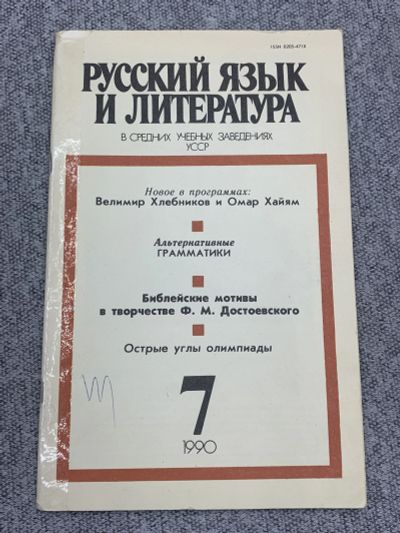 ISSN 0205-471X
РУССКИЙ ЯЗЫК
И ЛИТЕРАТУРА
В СРЕДНИХ УЧЕБНЫХ ЗАВЕДЕНИЯХ
УССР
Новое в программах:
Велимир Хлебников и Омар Хайям
Альтернативные
ГРАММАТИКИ
Библейские мотивы
в творчестве Ф. М. Достоевского
Острые углы олимпиады
7
1990